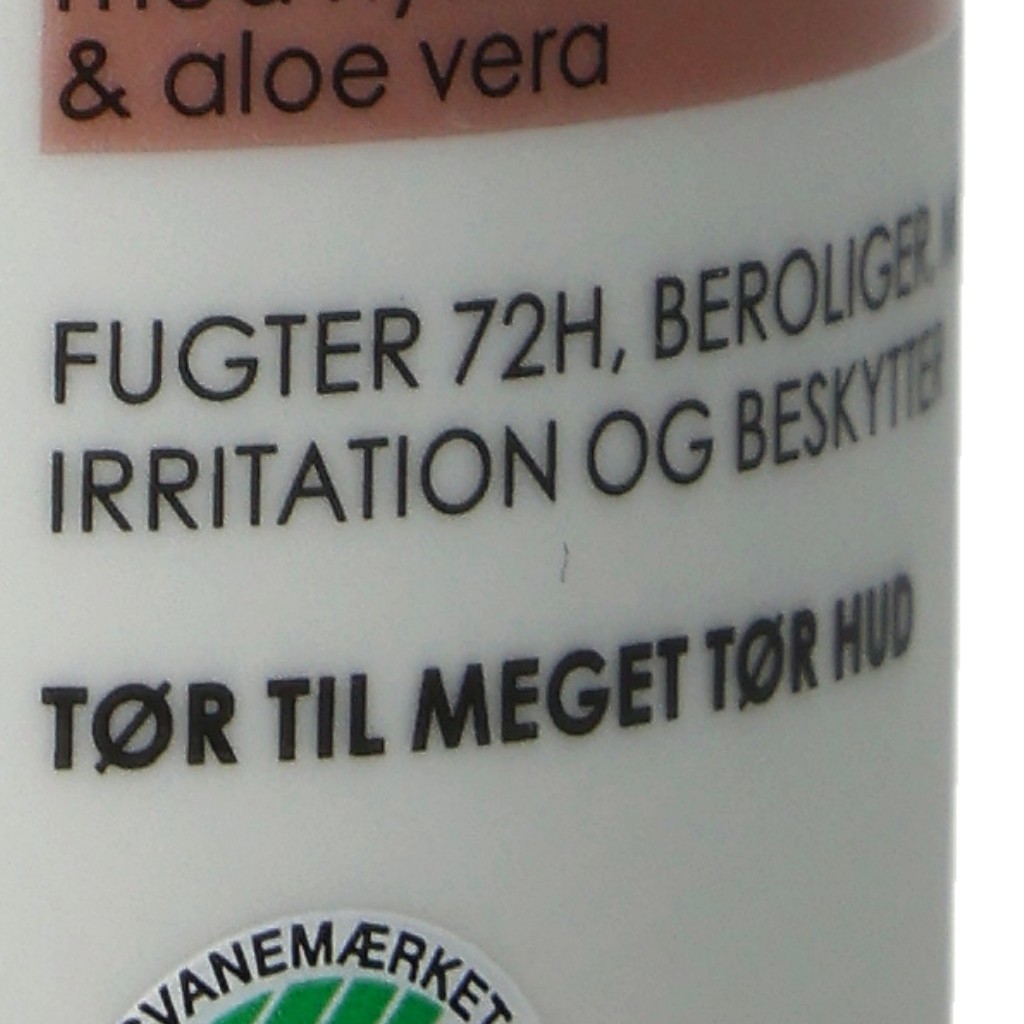 & aloe vera
FUGTER 72H, BEROLIGER,
IRRITATION OG BESKYTTER
TØR TIL MEGET TØR HUD
SVANEMÆRKET